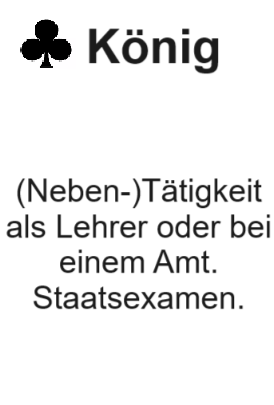 ♣ König
(Neben-)Tätigkeit
als Lehrer oder bei
einem Amt.
Staatsexamen.